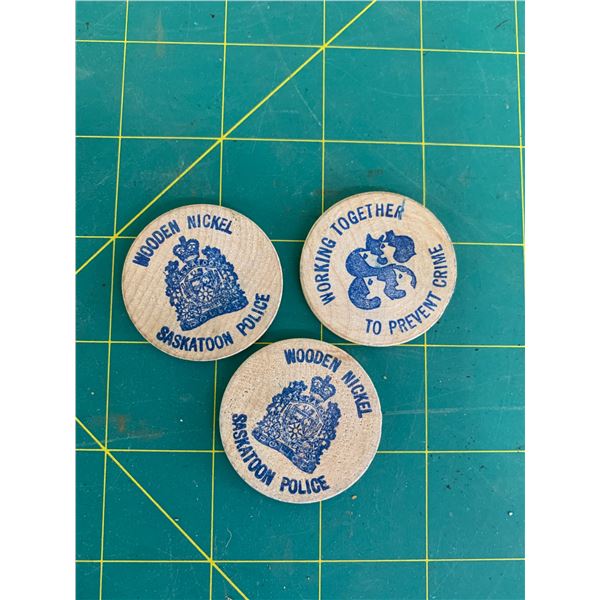 WOODEN NICKEL
SASKATOON POLICE
WORKING TOGETHER
TO PREVENT CRIME
WOODEN NICKEL
SASKATOON POLICE